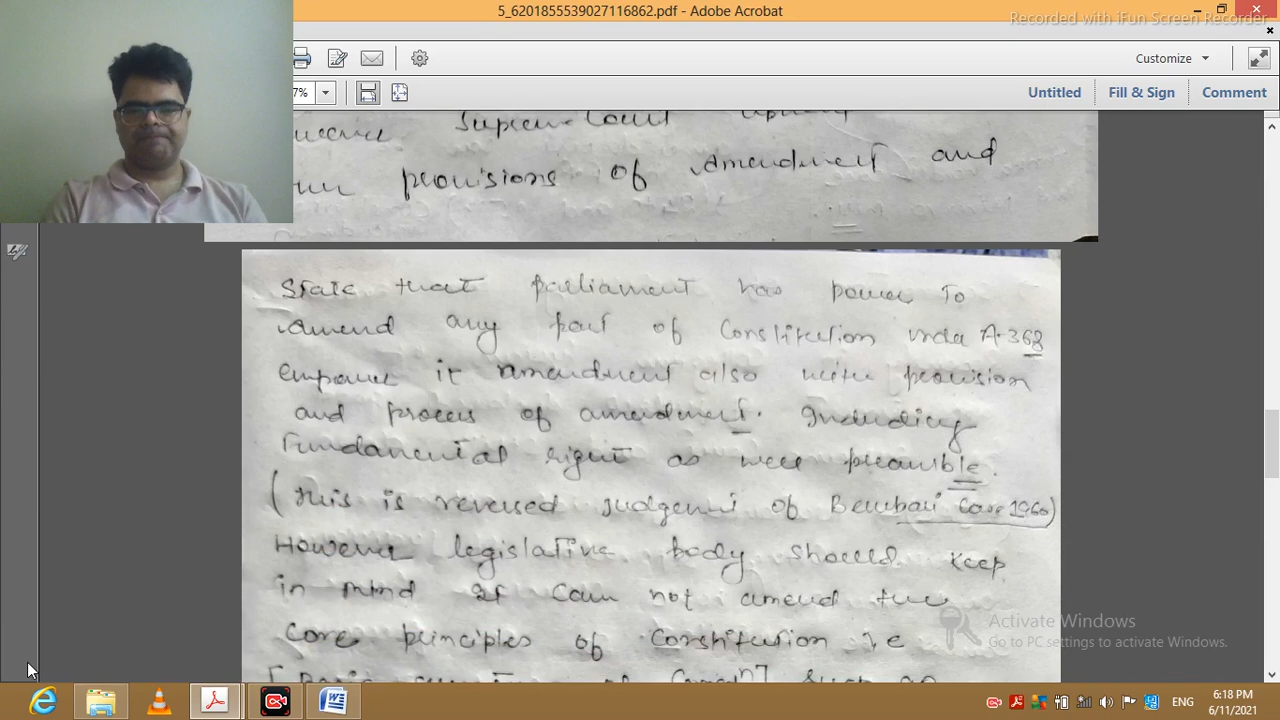 5_6201855539027116862.pdf - Adobe Acrobat
Recorded with iFun Screen Recorder
Customize
7%
Untitled
Fill & Sign
Comment
provisions of Amendment and
State that parliament has power To
Amend any part of Constitution under A-368
empower it amendment also with provision
and process of amendment. Including
Fundamental right as well preamble.
(This is reversed judgement of Berubari Case 1960)
However legislative body should keep
in mind it can not amend the
Core principles of Constitution i.e
Activate Windows
Go to PC settings to activate Windows.
ENG
6:18 PM
6/11/2021